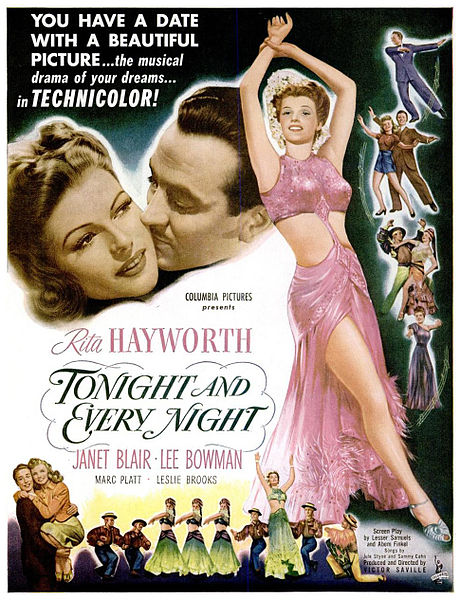 YOU HAVE A DATE
WITH A BEAUTIFUL
PICTURE...the musical
drama of your dreams...
in TECHNICOLOR!
COLUMBIA PICTURES
presents
Rita HAYWORTH
TONIGHT AND
EVERY NIGHT
JANET BLAIR · LEE BOWMAN
MARC PLATT · LESLIE BROOKS
Screen Play
by Lesser Samuels
and Abem Finkel
Songs by
Jule Styne and Sammy Cahn
Produced and Directed by
VICTOR SAVILLE